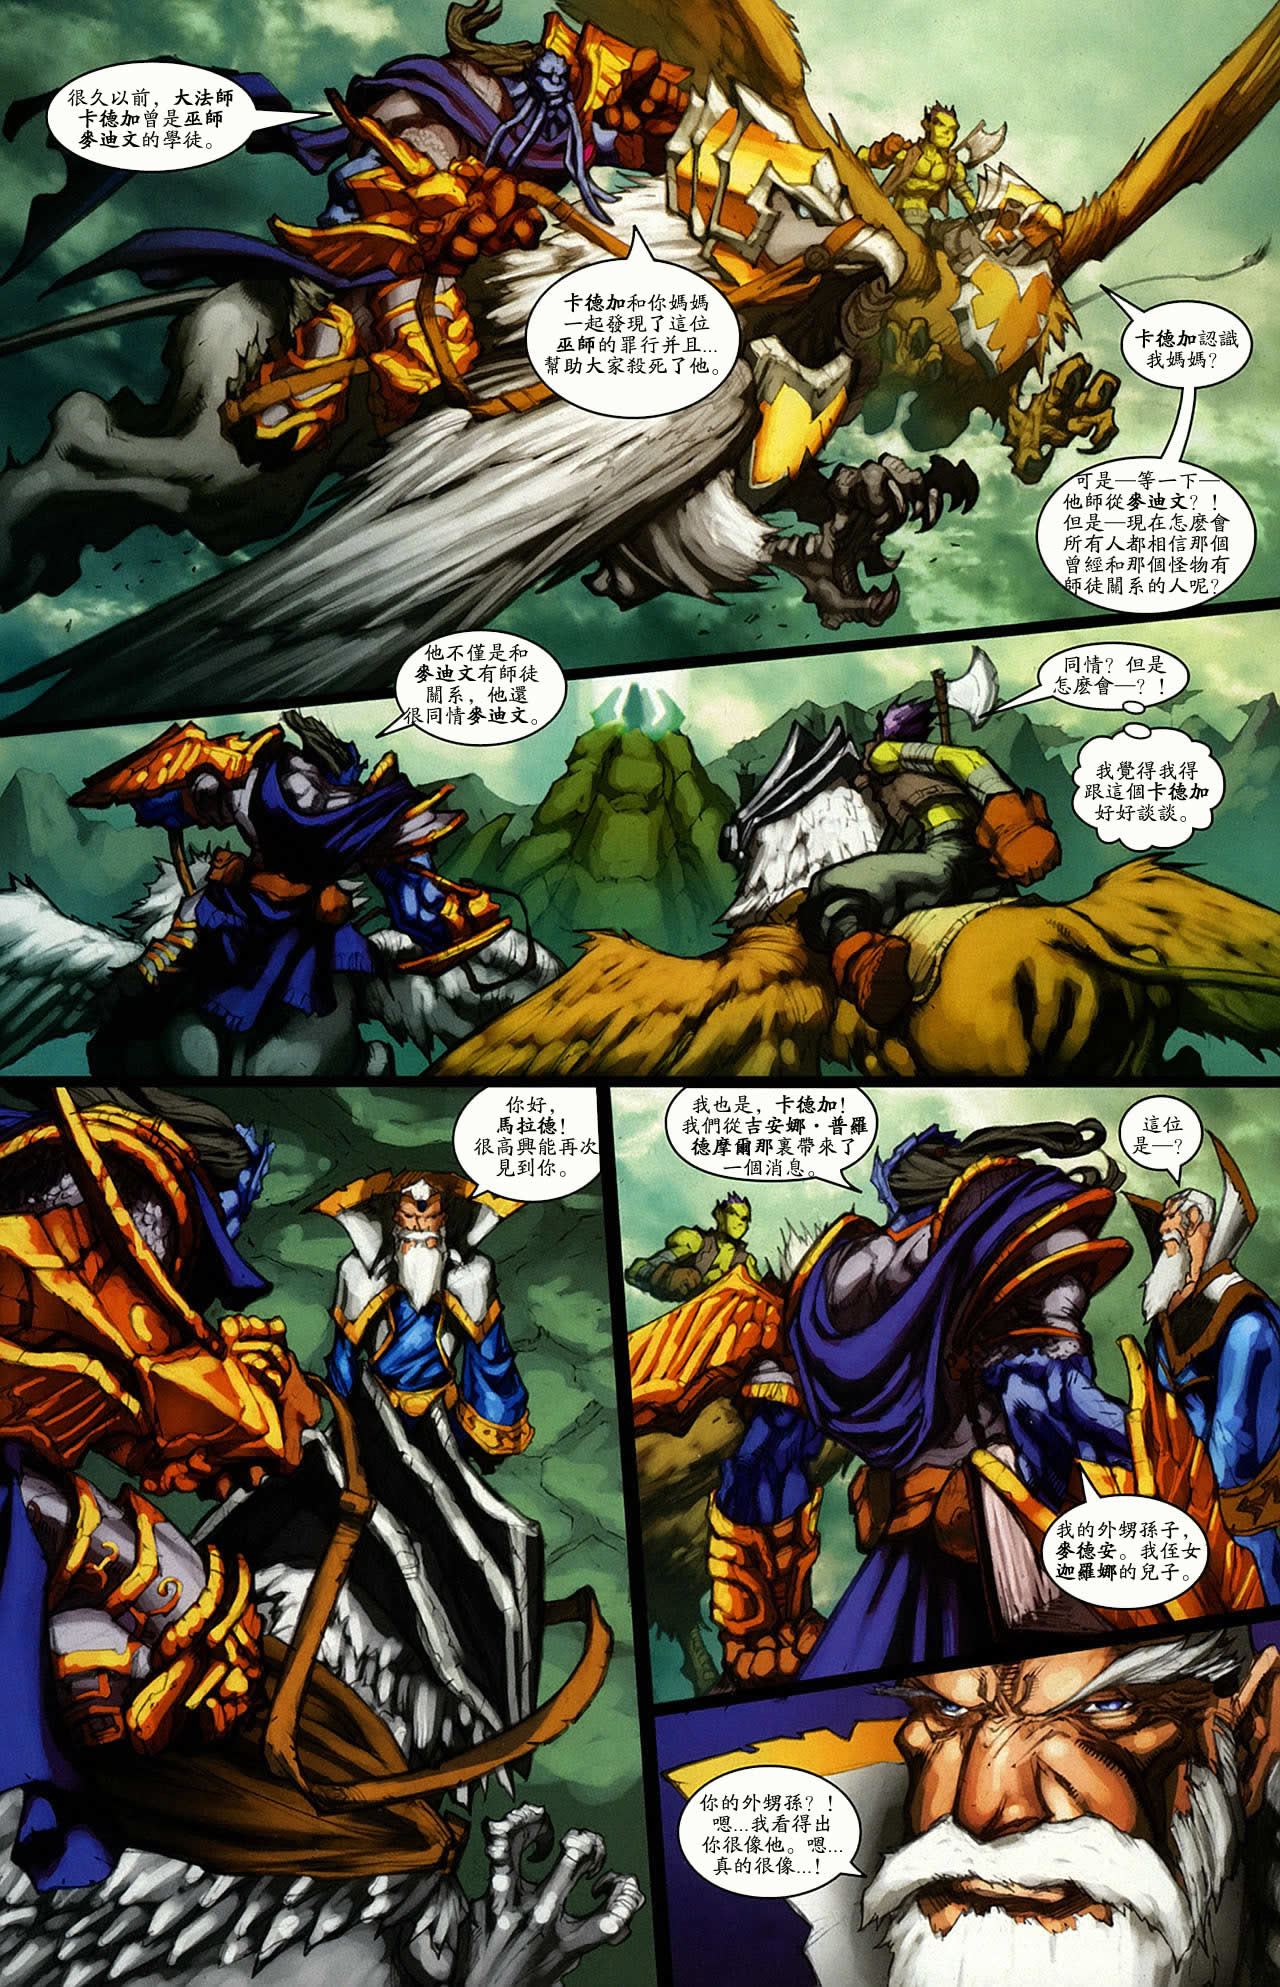 很久以前，大法師
卡德加曾是巫師
麥迪文的學徒。
卡德加和你媽媽
一起發現了這位
巫師的罪行并且...
幫助大家殺死了他。
卡德加認識
我媽媽？
可是—等一下—
他師從麥迪文？！
但是—現在怎麽會
所有人都相信那個
曾經和那個怪物有
師徒關系的人呢？
他不僅是和
麥迪文有師徒
關系，他還
很同情麥迪文。
同情？但是
怎麽會—？！
我覺得我得
跟這個卡德加
好好談談。
你好，
馬拉德！
很高興能再次
見到你。
我也是，卡德加！
我們從吉安娜·普羅
德摩爾那裏帶來了
一個消息。
這位
是—？
我的外甥孫子，
麥德安。我侄女
迦羅娜的兒子。
你的外甥孫？！
嗯...我看得出
你很像他。嗯...
真的很像...！